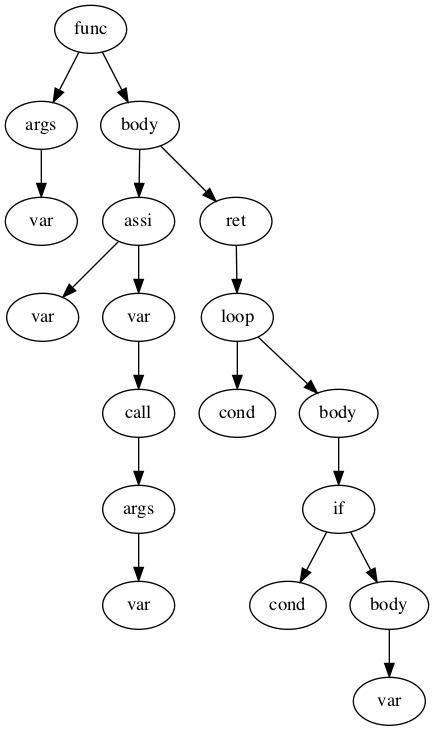 func
args body
var assi ret
var var loop
call cond body
args if
var cond body
var